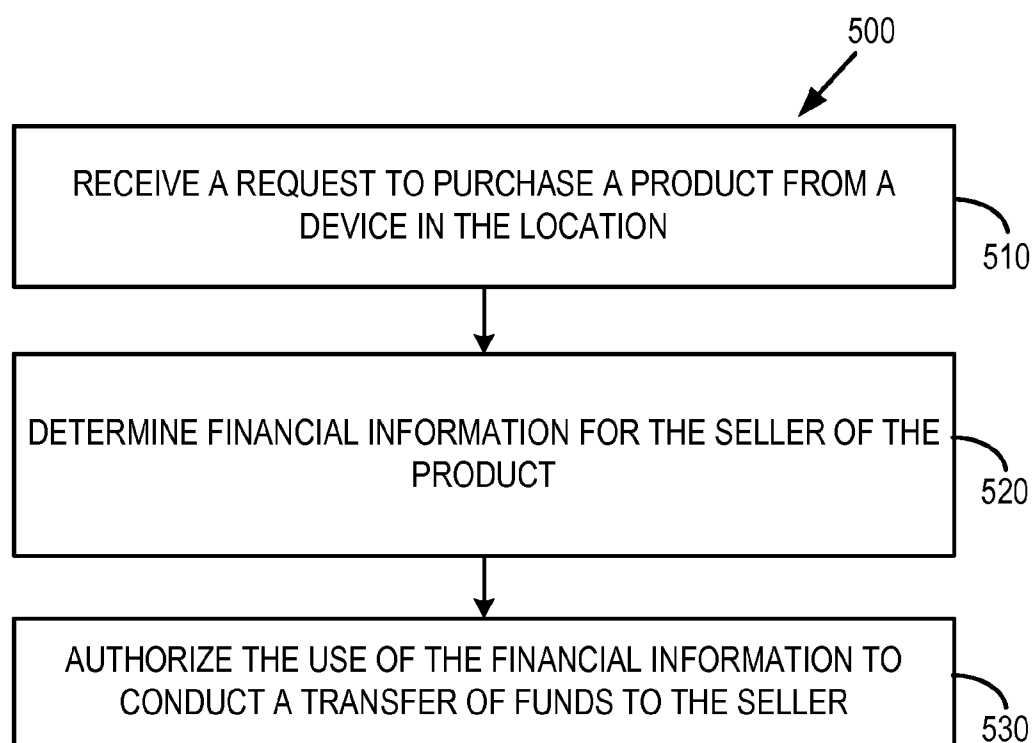 500
RECEIVE A REQUEST TO PURCHASE A PRODUCT FROM A
DEVICE IN THE LOCATION
510
DETERMINE FINANCIAL INFORMATION FOR THE SELLER OF THE
PRODUCT
520
AUTHORIZE THE USE OF THE FINANCIAL INFORMATION TO
CONDUCT A TRANSFER OF FUNDS TO THE SELLER
530